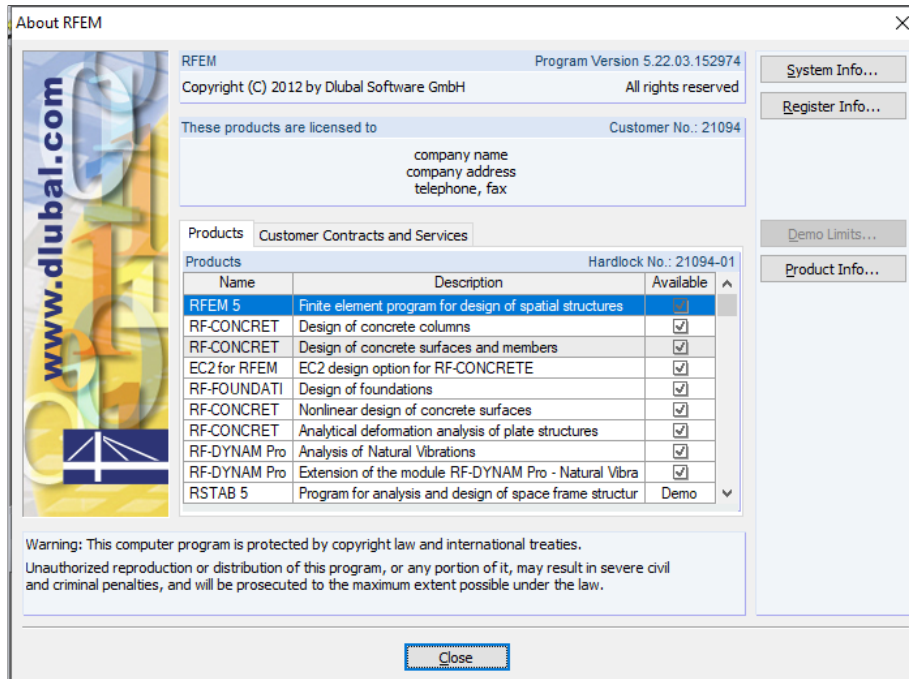 About RFEM
www.dlubal.com
RFEM Program Version 5.22.03.152974
Copyright (C) 2012 by Dlubal Software GmbH All rights reserved
These products are licensed to Customer No.: 21094
company name
company address
telephone, fax
Products Customer Contracts and Services
Products Hardlock No.: 21094-01
Name Description Available
RFEM 5 Finite element program for design of spatial structures
RF-CONCRET Design of concrete columns
RF-CONCRET Design of concrete surfaces and members
EC2 for RFEM EC2 design option for RF-CONCRETE
RF-FOUNDATI Design of foundations
RF-CONCRET Nonlinear design of concrete surfaces
RF-CONCRET Analytical deformation analysis of plate structures
RF-DYNAM Pro Analysis of Natural Vibrations
RF-DYNAM Pro Extension of the module RF-DYNAM Pro - Natural Vibra
RSTAB 5 Program for analysis and design of space frame structur Demo
Warning: This computer program is protected by copyright law and international treaties.
Unauthorized reproduction or distribution of this program, or any portion of it, may result in severe civil
and criminal penalties, and will be prosecuted to the maximum extent possible under the law.
System Info...
Register Info...
Demo Limits...
Product Info...
Close